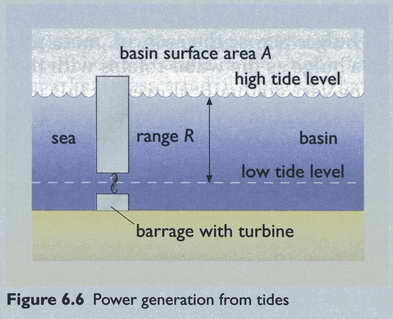 basin surface area A
high tide level
sea
range R
basin
low tide level
barrage with turbine
Figure 6.6 Power generation from tides